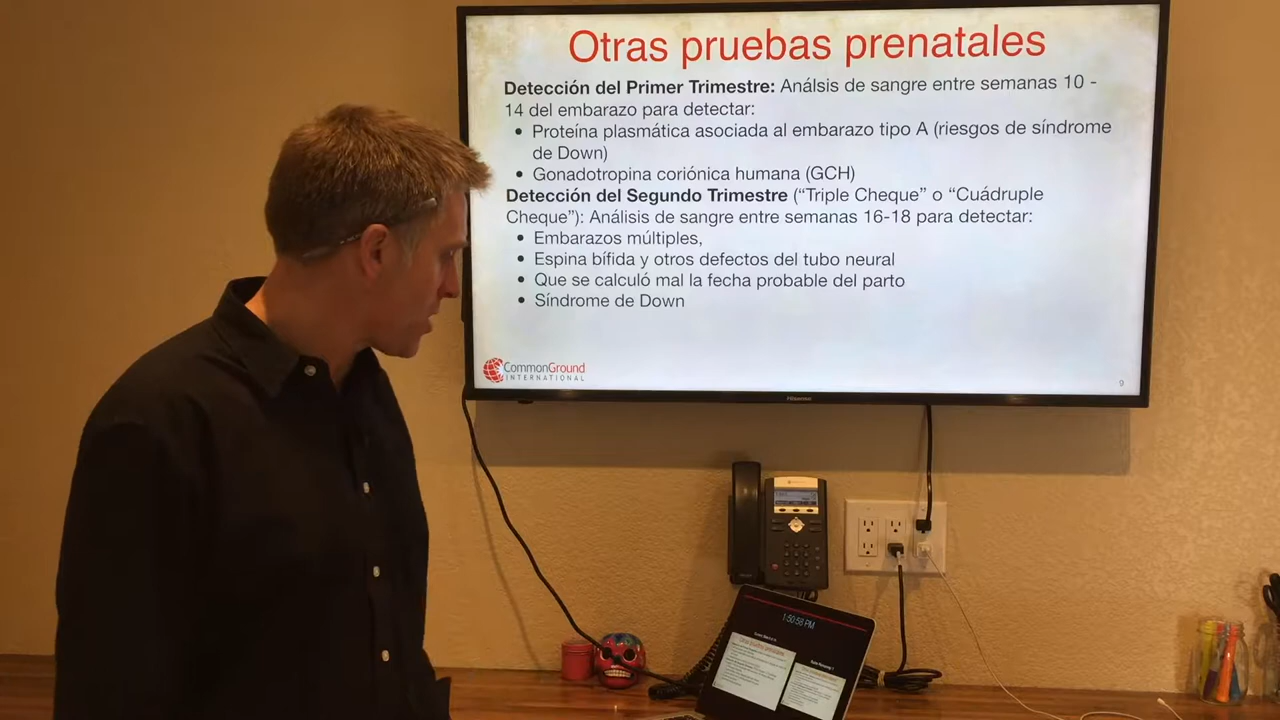 Otras pruebas prenatales
Detección del Primer Trimestre: Análsis de sangre entre semanas 10 -
14 del embarazo para detectar:
• Proteína plasmática asociada al embarazo tipo A (riesgos de síndrome
de Down)
• Gonadotropina coriónica humana (GCH)
Detección del Segundo Trimestre (“Triple Cheque” o “Cuádruple
Cheque”): Análisis de sangre entre semanas 16-18 para detectar:
• Embarazos múltiples,
• Espina bífida y otros defectos del tubo neural
• Que se calculó mal la fecha probable del parto
• Síndrome de Down
CommonGround
INTERNATIONAL
9
Hisense
1:50:58 PM